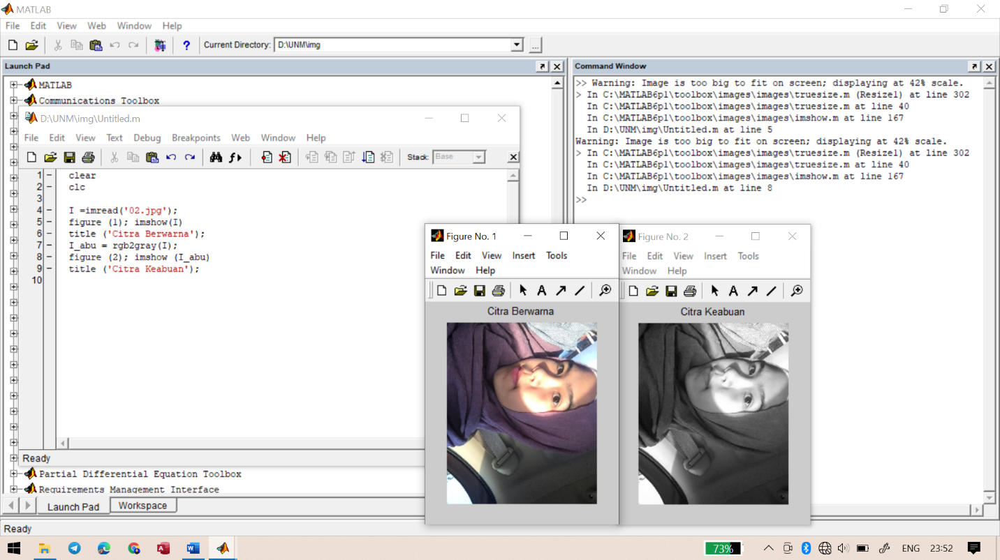 MATLAB
File Edit View Web Window Help
Current Directory: D:\UNM\img
...
Launch Pad
MATLAB
Communications Toolbox
D:\UNM\img\Untitled.m
File Edit View Text Debug Breakpoints Web Window Help
Stack: Base
1 clear
2 clc
3
4 I =imread('02.jpg');
5 figure (1); imshow(I)
6 title ('Citra Berwarna');
7 I_abu = rgb2gray(I);
8 figure (2); imshow (I_abu)
9 title ('Citra Keabuan');
10
Ready
Partial Differential Equation Toolbox
Requirements Management Interface
Launch Pad Workspace
Ready
Command Window
>> Warning: Image is too big to fit on screen; displaying at 42% scale.
> In C:\MATLAB6p1\toolbox\images\images\truesize.m (Resize1) at line 302
In C:\MATLAB6p1\toolbox\images\images\truesize.m at line 40
In C:\MATLAB6p1\toolbox\images\images\imshow.m at line 167
In D:\UNM\img\Untitled.m at line 5
Warning: Image is too big to fit on screen; displaying at 42% scale.
> In C:\MATLAB6p1\toolbox\images\images\truesize.m (Resize1) at line 302
In C:\MATLAB6p1\toolbox\images\images\truesize.m at line 40
In C:\MATLAB6p1\toolbox\images\images\imshow.m at line 167
In D:\UNM\img\Untitled.m at line 8
>>
Figure No. 1
File Edit View Insert Tools
Window Help
Citra Berwarna
Figure No. 2
File Edit View Insert Tools
Window Help
Citra Keabuan
73% ENG 23:52